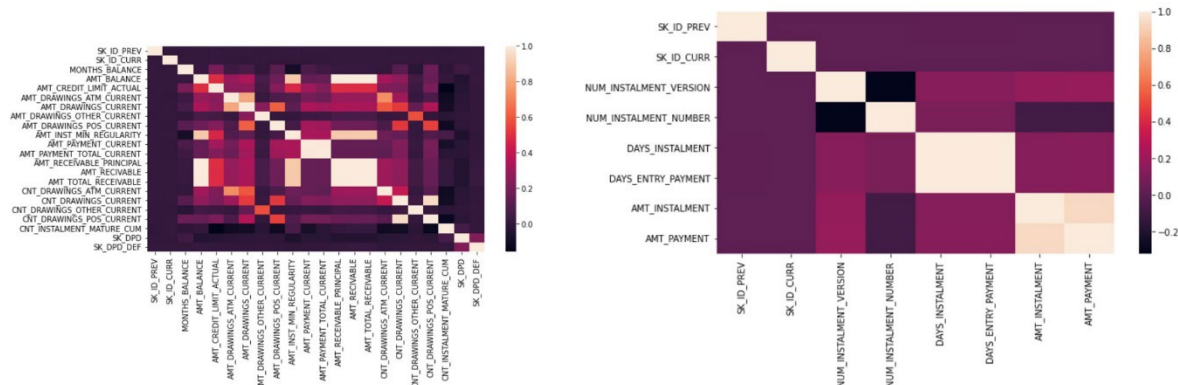 SK_ID_PREV
SK_ID_CURR
MONTHS_BALANCE
AMT_BALANCE
AMT_CREDIT_LIMIT_ACTUAL
AMT_DRAWINGS_ATM_CURRENT
AMT_DRAWINGS_CURRENT
AMT_DRAWINGS_OTHER_CURRENT
AMT_DRAWINGS_POS_CURRENT
AMT_INST_MIN_REGULARITY
AMT_PAYMENT_CURRENT
AMT_PAYMENT_TOTAL_CURRENT
AMT_RECEIVABLE_PRINCIPAL
AMT_RECIVABLE
AMT_TOTAL_RECEIVABLE
CNT_DRAWINGS_ATM_CURRENT
CNT_DRAWINGS_CURRENT
CNT_DRAWINGS_OTHER_CURRENT
CNT_DRAWINGS_POS_CURRENT
CNT_INSTALMENT_MATURE_CUM
SK_DPD
SK_DPD_DEF
SK_ID_PREV
SK_ID_CURR
MONTHS_BALANCE
AMT_BALANCE
AMT_CREDIT_LIMIT_ACTUAL
AMT_DRAWINGS_ATM_CURRENT
AMT_DRAWINGS_CURRENT
AMT_DRAWINGS_OTHER_CURRENT
AMT_DRAWINGS_POS_CURRENT
AMT_INST_MIN_REGULARITY
AMT_PAYMENT_CURRENT
AMT_PAYMENT_TOTAL_CURRENT
AMT_RECEIVABLE_PRINCIPAL
AMT_RECIVABLE
AMT_TOTAL_RECEIVABLE
CNT_DRAWINGS_ATM_CURRENT
CNT_DRAWINGS_CURRENT
CNT_DRAWINGS_OTHER_CURRENT
CNT_DRAWINGS_POS_CURRENT
CNT_INSTALMENT_MATURE_CUM
SK_DPD
SK_DPD_DEF
1.0
0.8
0.6
0.4
0.2
0.0
SK_ID_PREV
SK_ID_CURR
NUM_INSTALMENT_VERSION
NUM_INSTALMENT_NUMBER
DAYS_INSTALMENT
DAYS_ENTRY_PAYMENT
AMT_INSTALMENT
AMT_PAYMENT
SK_ID_PREV
SK_ID_CURR
NUM_INSTALMENT_VERSION
NUM_INSTALMENT_NUMBER
DAYS_INSTALMENT
DAYS_ENTRY_PAYMENT
AMT_INSTALMENT
AMT_PAYMENT
1.0
0.8
0.6
0.4
0.2
0.0
−0.2